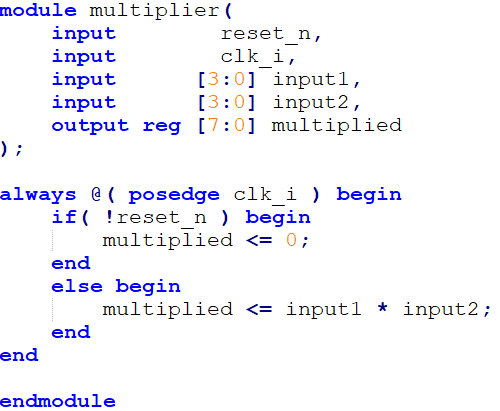 module multiplier(
    input        reset_n,
    input        clk_i,
    input      [3:0] input1,
    input      [3:0] input2,
    output reg [7:0] multiplied
);

always @( posedge clk_i ) begin
    if( !reset_n ) begin
        multiplied <= 0;
    end
    else begin
        multiplied <= input1 * input2;
    end
end

endmodule